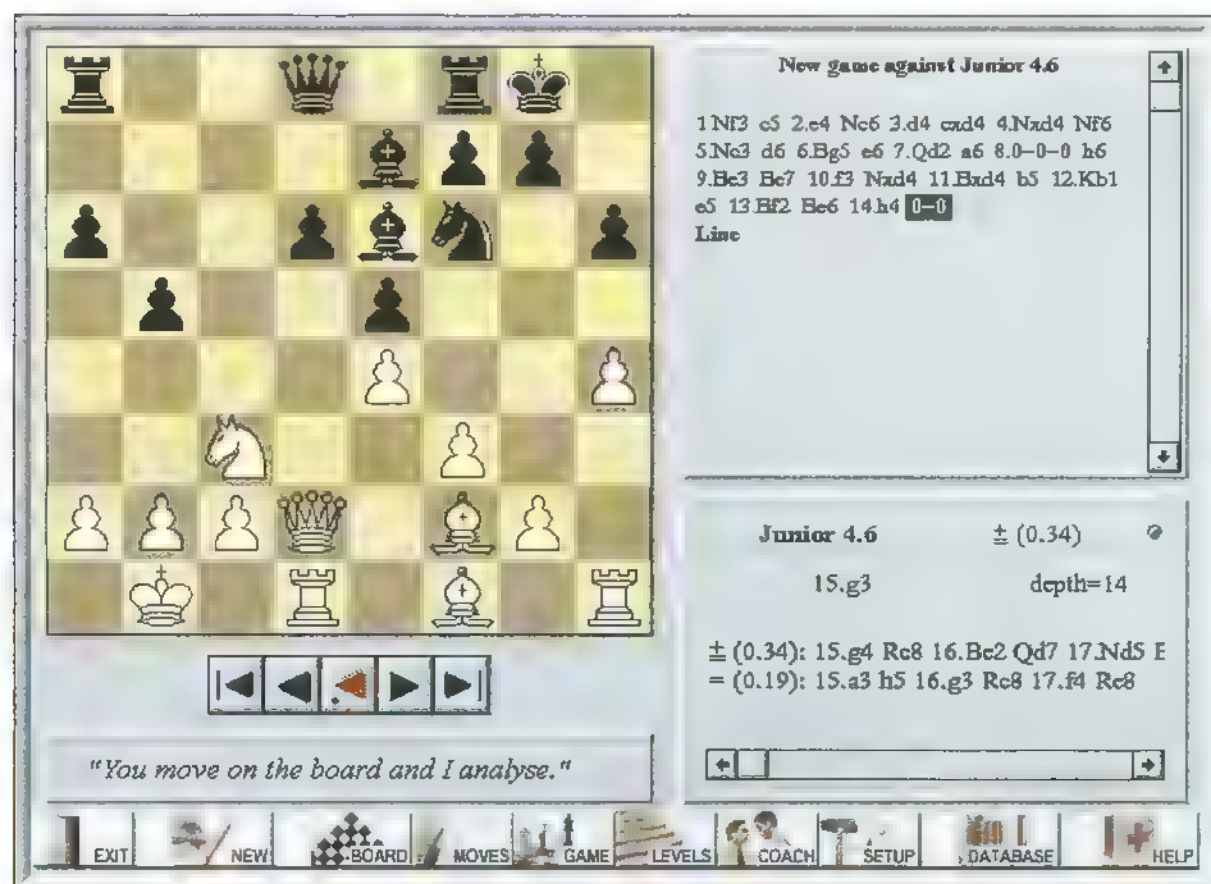 New game against Junior 4.6
1.Nf3 c5 2.e4 Nc6 3.d4 cxd4 4.Nxd4 Nf6
5.Nc3 d6 6.Bg5 e6 7.Qd2 a6 8.0-0-0 h6
9.Be3 Be7 10.f3 Nxd4 11.Bxd4 b5 12.Kb1
e5 13.Bf2 Be6 14.h4 0-0
Line
Junior 4.6 ± (0.34)
15.g3 depth=14
⩲ (0.34): 15.g4 Rc8 16.Be2 Qd7 17.Nd5 B
= (0.19): 15.a3 h5 16.g3 Rc8 17.f4 Re8
"You move on the board and I analyse."
EXIT NEW BOARD MOVES GAME LEVELS COACH SETUP DATABASE HELP